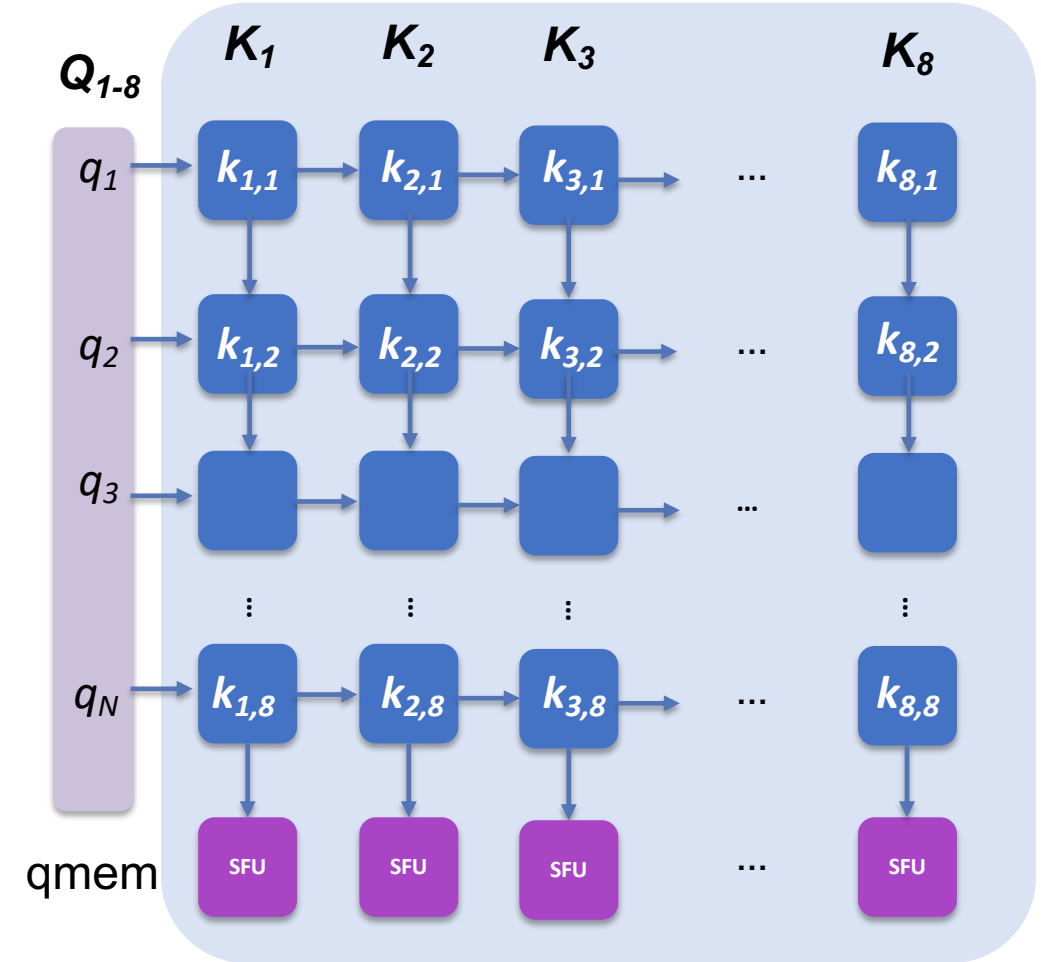 K1 K2 K3 K8
Q1-8
q1 k1,1 k2,1 k3,1 ... k8,1
q2 k1,2 k2,2 k3,2 ... k8,2
q3 ...
... ... ... ...
qN k1,8 k2,8 k3,8 ... k8,8
SFU SFU SFU ... SFU
qmem